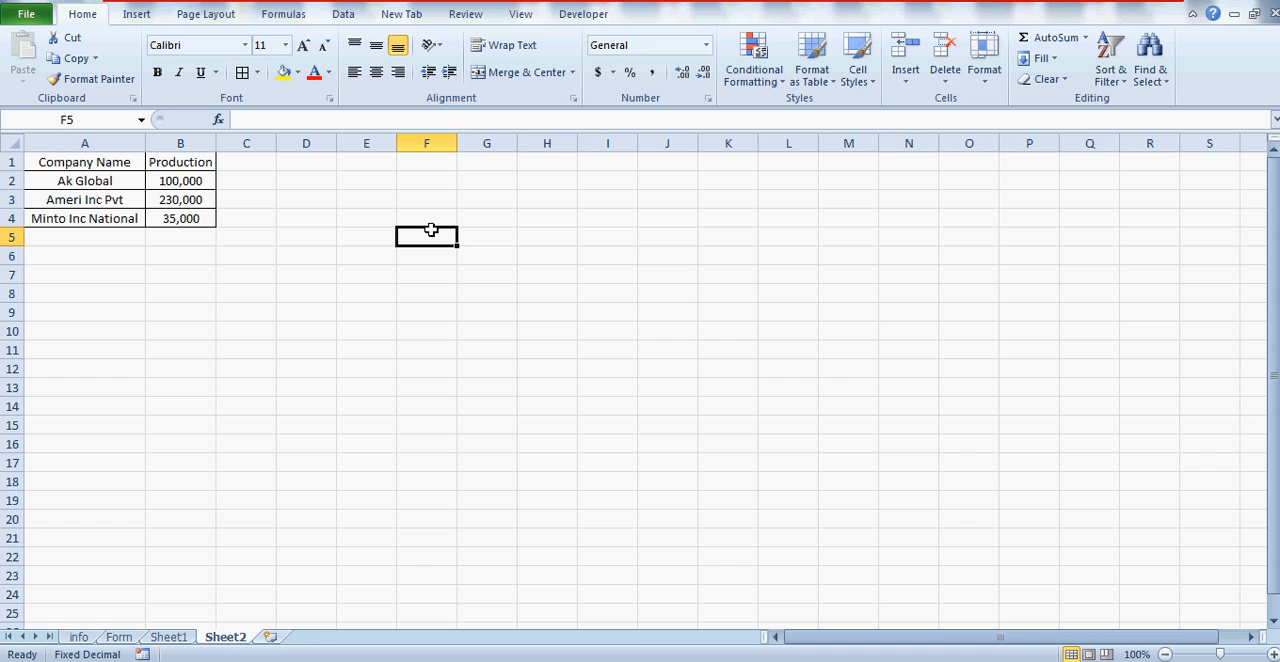 File Home Insert Page Layout Formulas Data New Tab Review View Developer
Cut Calibri 11 A A Wrap Text General AutoSum
Copy Fill
Paste Format Painter B I U A Merge & Center $ % , Conditional Formatting Format as Table Cell Styles Insert Delete Format Clear Sort & Filter Find & Select
Clipboard Font Alignment Number Styles Cells Editing
F5 fx
A B C D E F G H I J K L M N O P Q R S
1 Company Name Production
2 Ak Global 100,000
3 Ameri Inc Pvt 230,000
4 Minto Inc National 35,000
5
6
7
8
9
10
11
12
13
14
15
16
17
18
19
20
21
22
23
24
25
info Form Sheet1 Sheet2
Ready Fixed Decimal 100%